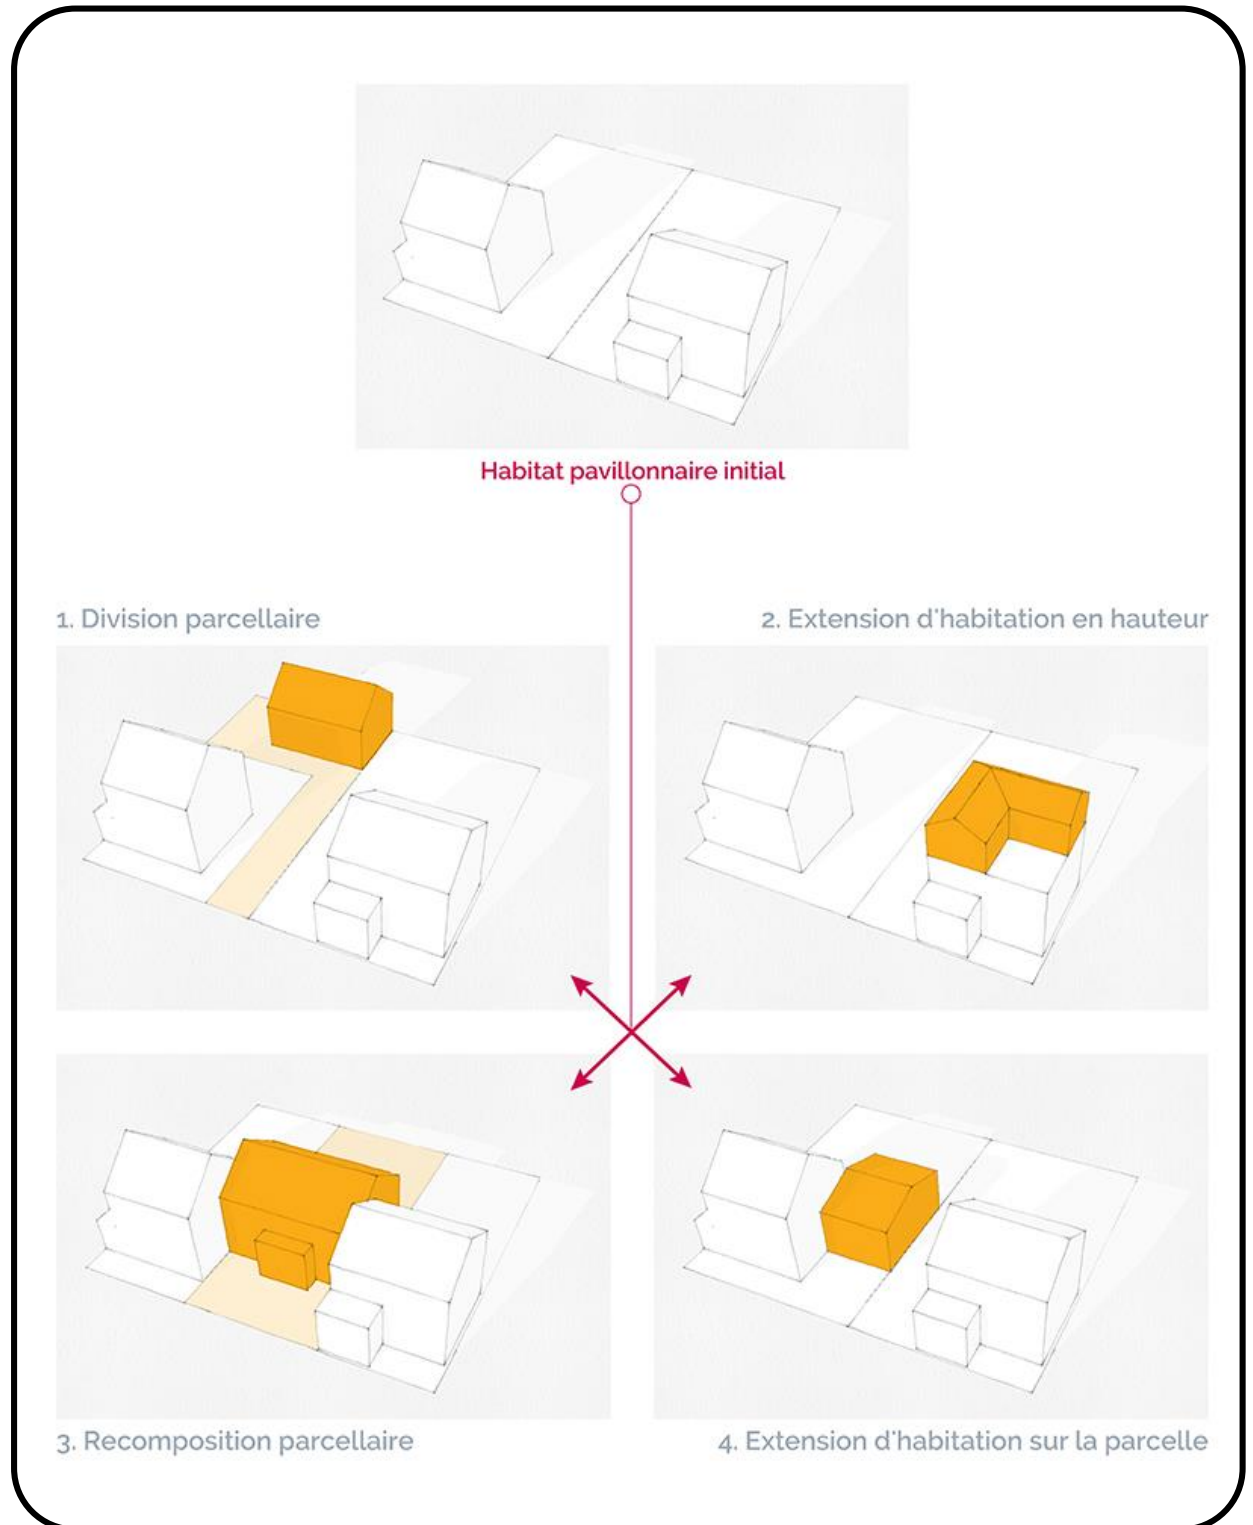 Habitat pavillonnaire initial
1. Division parcellaire
2. Extension d'habitation en hauteur
3. Recomposition parcellaire
4. Extension d'habitation sur la parcelle